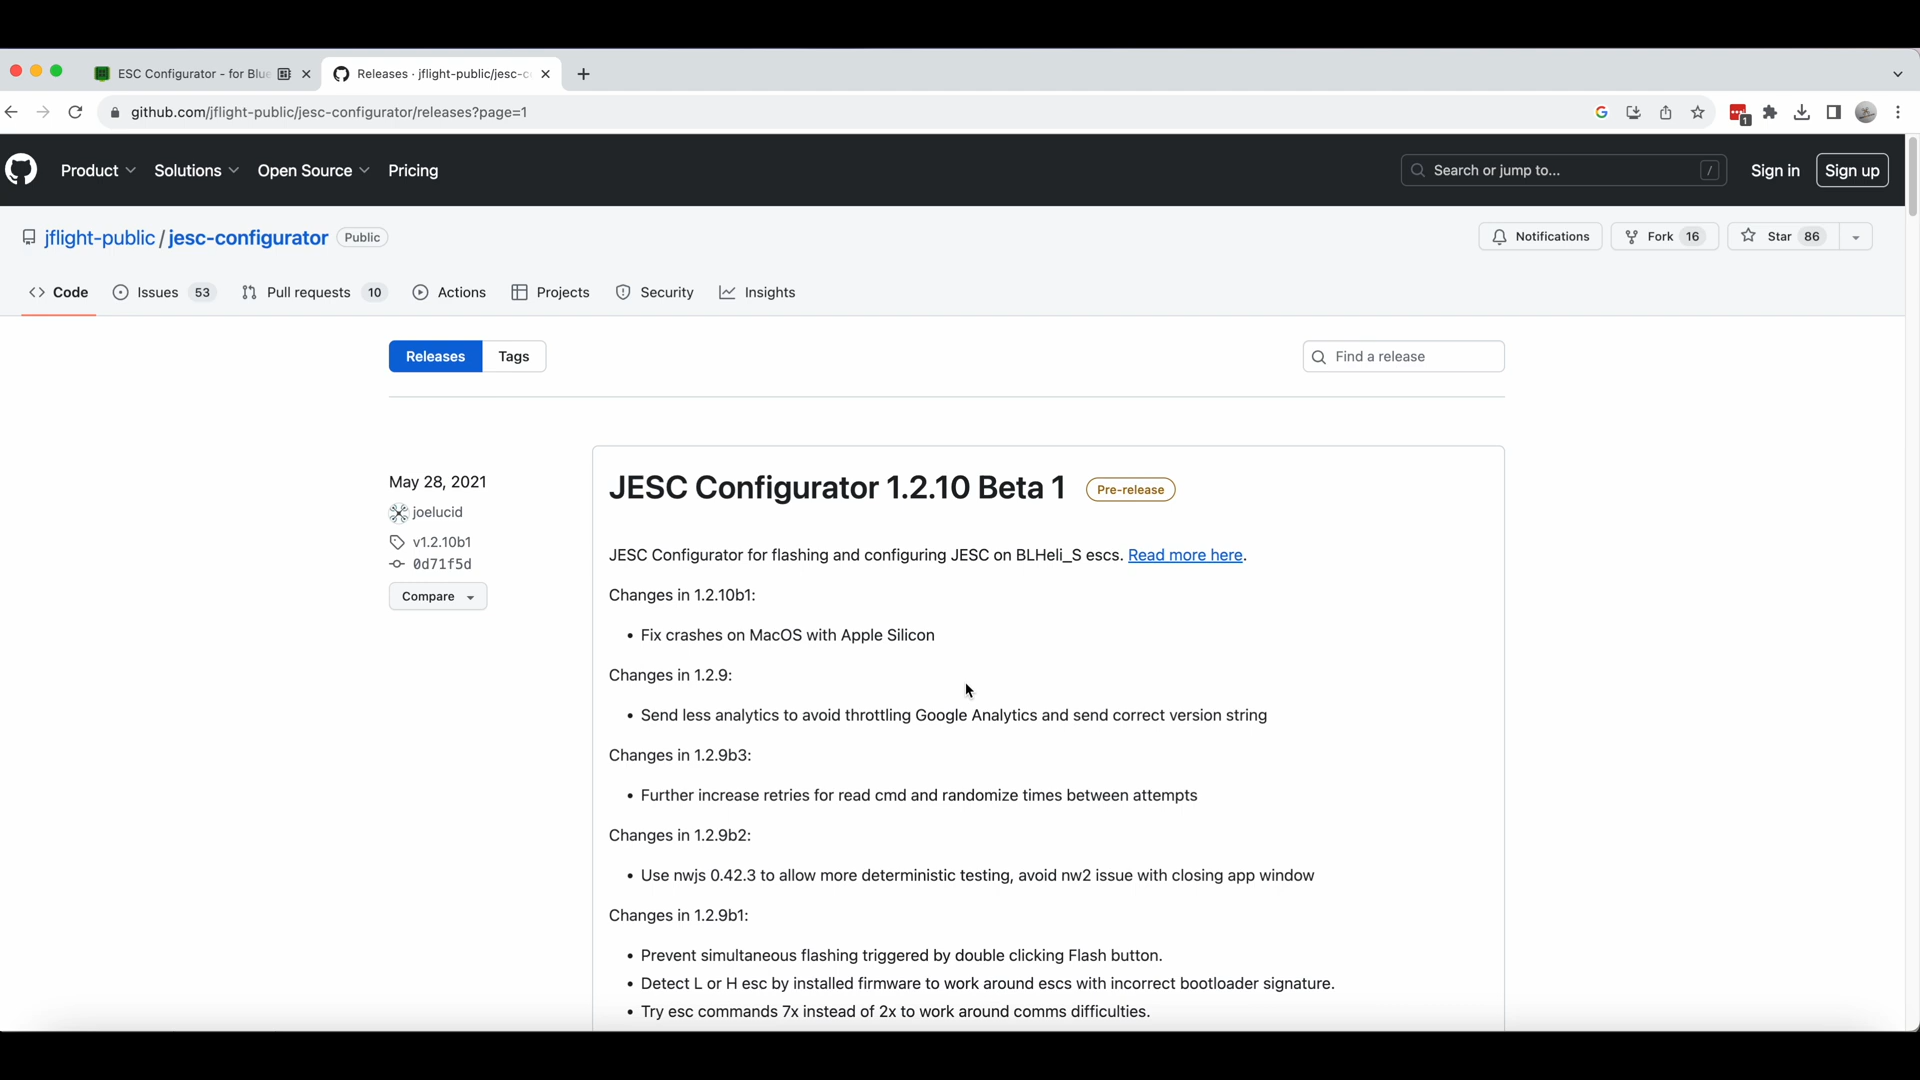 ESC Configurator - for Blue
Releases · jflight-public/jesc-c
github.com/jflight-public/jesc-configurator/releases?page=1
1
Product
Solutions
Open Source
Pricing
Search or jump to...
/
Sign in
Sign up
jflight-public / jesc-configurator
Public
Notifications
Fork 16
Star 86
Code
Issues 53
Pull requests 10
Actions
Projects
Security
Insights
Releases
Tags
Find a release
May 28, 2021
joelucid
v1.2.10b1
0d71f5d
Compare
JESC Configurator 1.2.10 Beta 1
Pre-release
JESC Configurator for flashing and configuring JESC on BLHeli_S escs. Read more here.
Changes in 1.2.10b1:
• Fix crashes on MacOS with Apple Silicon
Changes in 1.2.9:
• Send less analytics to avoid throttling Google Analytics and send correct version string
Changes in 1.2.9b3:
• Further increase retries for read cmd and randomize times between attempts
Changes in 1.2.9b2:
• Use nwjs 0.42.3 to allow more deterministic testing, avoid nw2 issue with closing app window
Changes in 1.2.9b1:
• Prevent simultaneous flashing triggered by double clicking Flash button.
• Detect L or H esc by installed firmware to work around escs with incorrect bootloader signature.
• Try esc commands 7x instead of 2x to work around comms difficulties.